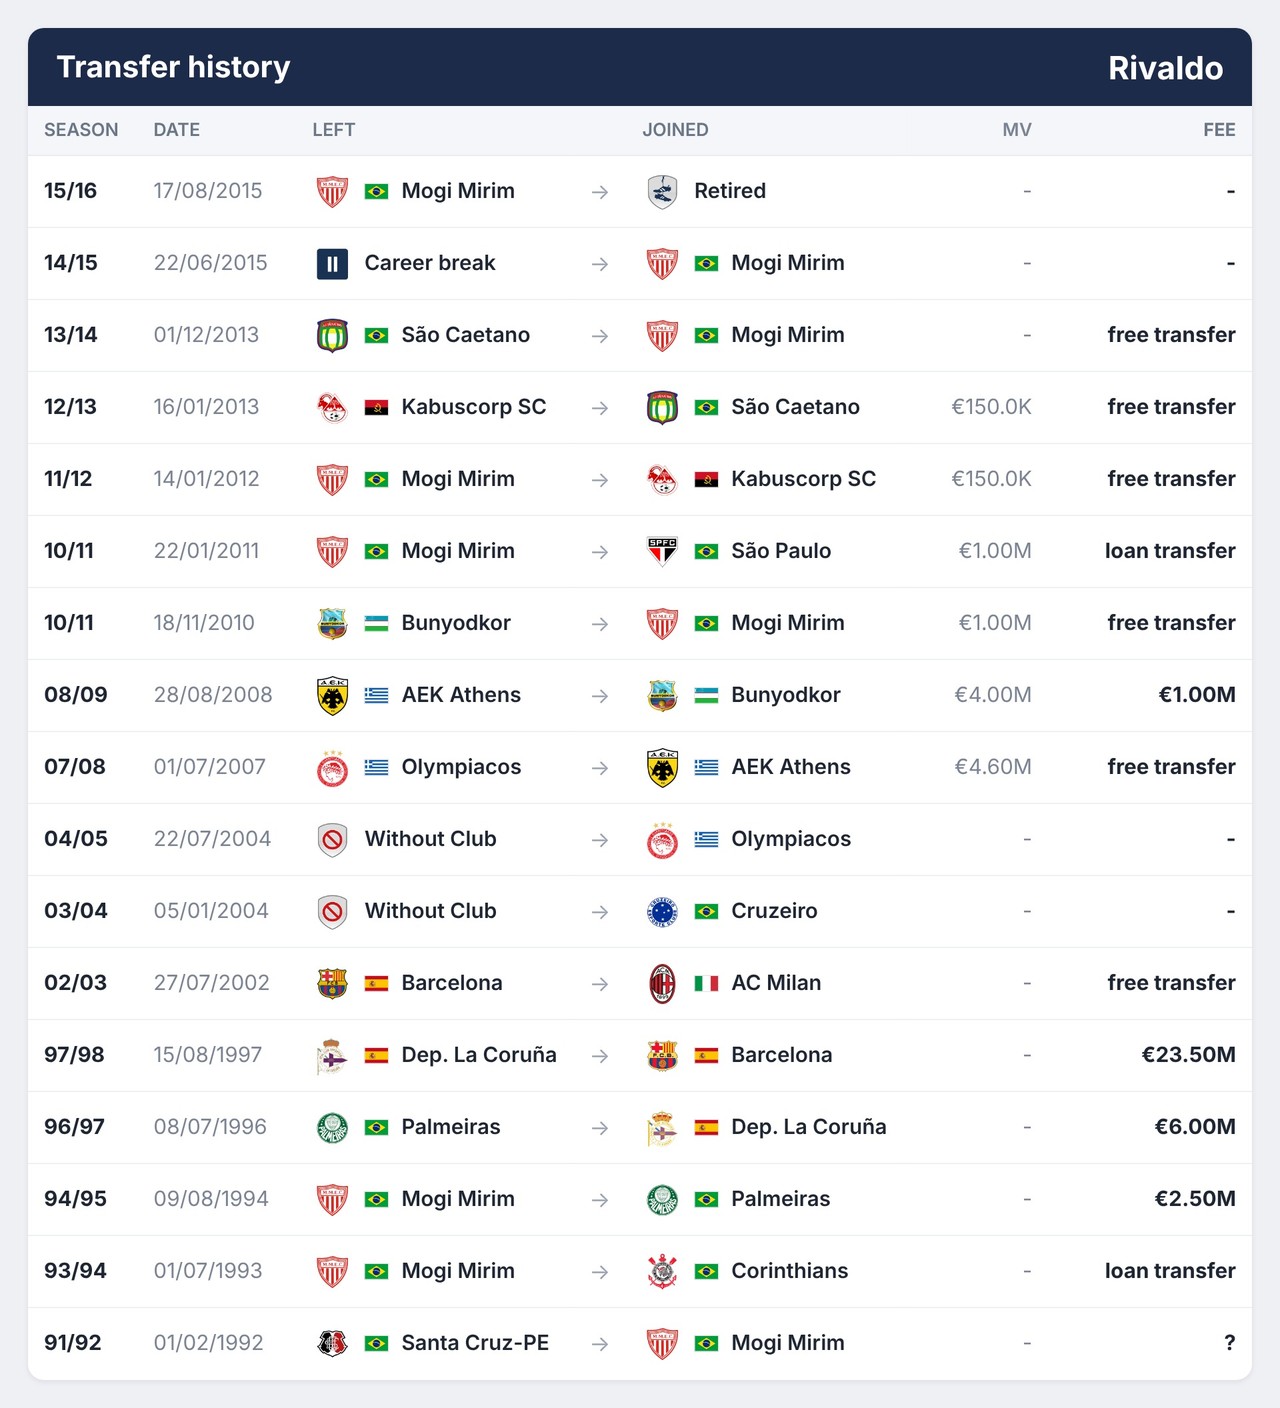 Transfer history Rivaldo
SEASON DATE LEFT JOINED MV FEE
15/16 17/08/2015 Mogi Mirim → Retired - -
14/15 22/06/2015 Career break → Mogi Mirim - -
13/14 01/12/2013 São Caetano → Mogi Mirim - free transfer
12/13 16/01/2013 Kabuscorp SC → São Caetano €150.0K free transfer
11/12 14/01/2012 Mogi Mirim → Kabuscorp SC €150.0K free transfer
10/11 22/01/2011 Mogi Mirim → São Paulo €1.00M loan transfer
10/11 18/11/2010 Bunyodkor → Mogi Mirim €1.00M free transfer
08/09 28/08/2008 AEK Athens → Bunyodkor €4.00M €1.00M
07/08 01/07/2007 Olympiacos → AEK Athens €4.60M free transfer
04/05 22/07/2004 Without Club → Olympiacos - -
03/04 05/01/2004 Without Club → Cruzeiro - -
02/03 27/07/2002 Barcelona → AC Milan - free transfer
97/98 15/08/1997 Dep. La Coruña → Barcelona - €23.50M
96/97 08/07/1996 Palmeiras → Dep. La Coruña - €6.00M
94/95 09/08/1994 Mogi Mirim → Palmeiras - €2.50M
93/94 01/07/1993 Mogi Mirim → Corinthians - loan transfer
91/92 01/02/1992 Santa Cruz-PE → Mogi Mirim - ?